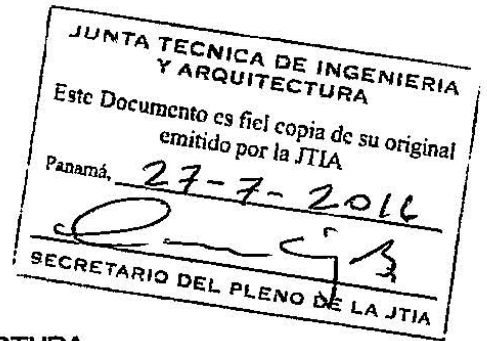 JUNTA TECNICA DE INGENIERIA
Y ARQUITECTURA
Este Documento es fiel copia de su original
emitido por la JTIA
Panamá, 27-7-2016
SECRETARIO DEL PLENO DE LA JTIA